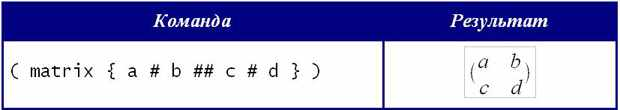 Команда Результат
( matrix { a # b ## c # d } ) (a b
c d)